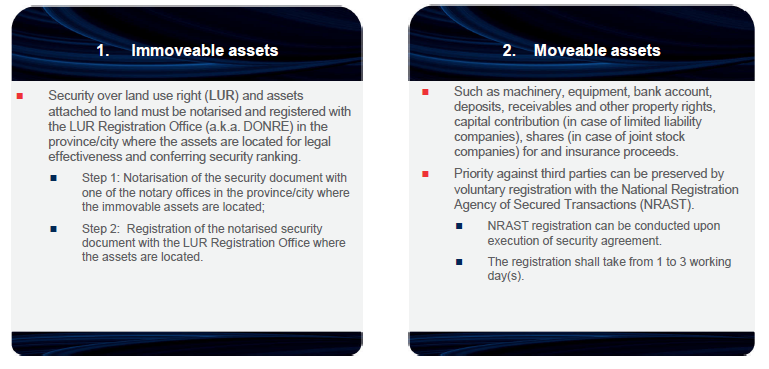 1. Immoveable assets
Security over land use right (LUR) and assets
attached to land must be notarised and registered with
the LUR Registration Office (a.k.a. DONRE) in the
province/city where the assets are located for legal
effectiveness and conferring security ranking.
Step 1: Notarisation of the security document with
one of the notary offices in the province/city where
the immovable assets are located;
Step 2: Registration of the notarised security
document with the LUR Registration Office where
the assets are located.
2. Moveable assets
Such as machinery, equipment, bank account,
deposits, receivables and other property rights,
capital contribution (in case of limited liability
companies), shares (in case of joint stock
companies) for and insurance proceeds.
Priority against third parties can be preserved by
voluntary registration with the National Registration
Agency of Secured Transactions (NRAST).
NRAST registration can be conducted upon
execution of security agreement.
The registration shall take from 1 to 3 working
day(s).